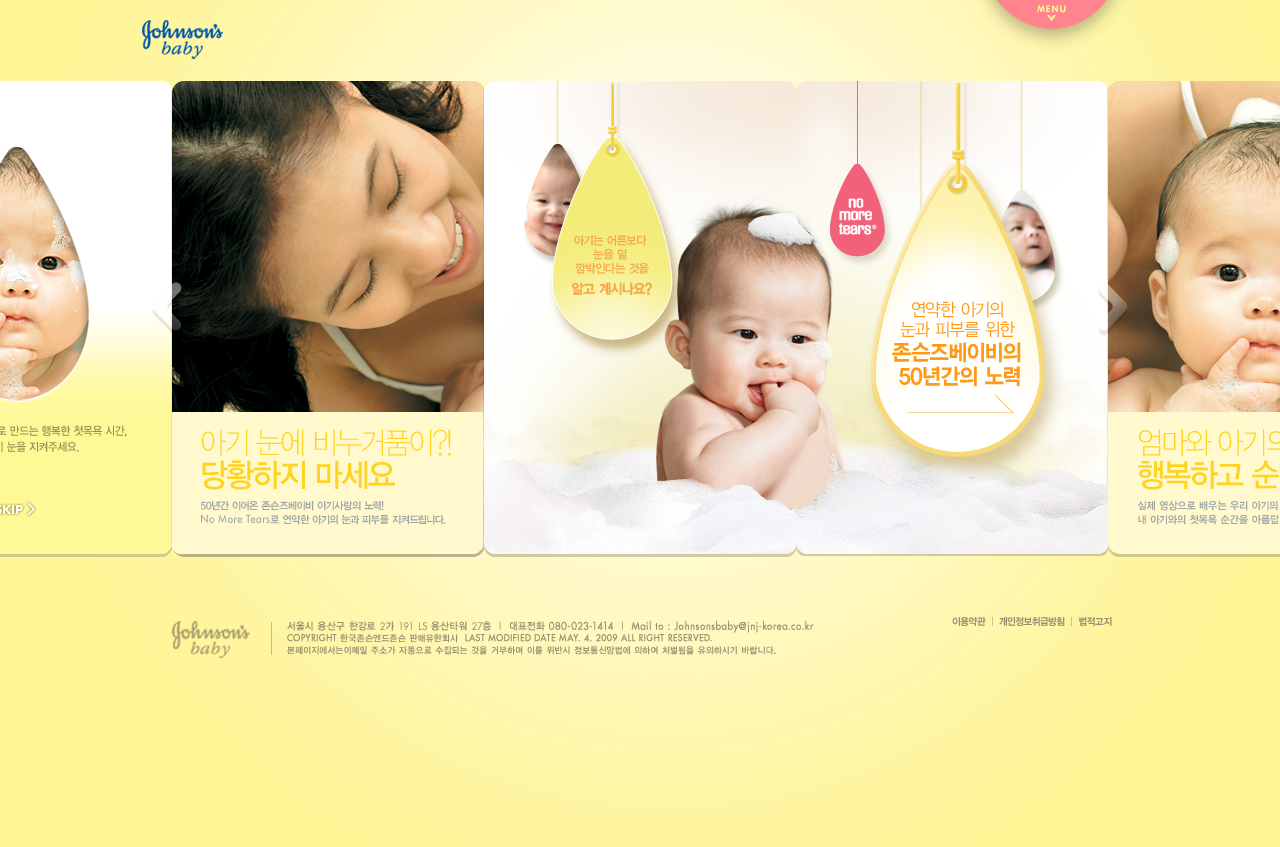 MENU
Johnson's
baby
no
more
tears®
아기는 어른보다
눈을 덜
깜박인다는 것을
알고 계시나요?
연약한 아기의
눈과 피부를 위한
존슨즈베이비의
50년간의 노력
로 만드는 행복한 첫목욕 시간,
눈을 지켜주세요.
SKIP
아기 눈에 비누거품이?!
당황하지 마세요
50년간 이어온 존슨즈베이비 아기사랑의 노력!
No More Tears로 연약한 아기의 눈과 피부를 지켜드립니다.
엄마와 아기의
행복하고 순
실제 영상으로 배우는 우리 아기의
내 아기와의 첫목욕 순간을 아름답
Johnson's
baby
서울시 용산구 한강로 2가 191 LS 용산타워 27층 | 대표전화 080-023-1414 | Mail to : Johnsonsbaby@jnj-korea.co.kr
COPYRIGHT 한국존슨앤드존슨 판매유한회사 LAST MODIFIED DATE MAY. 4. 2009 ALL RIGHT RESERVED.
본페이지에서는이메일 주소가 자동으로 수집되는 것을 거부하며 이를 위반시 정보통신망법에 의하여 처벌됨을 유의하시기 바랍니다.
이용약관 | 개인정보취급방침 | 법적고지